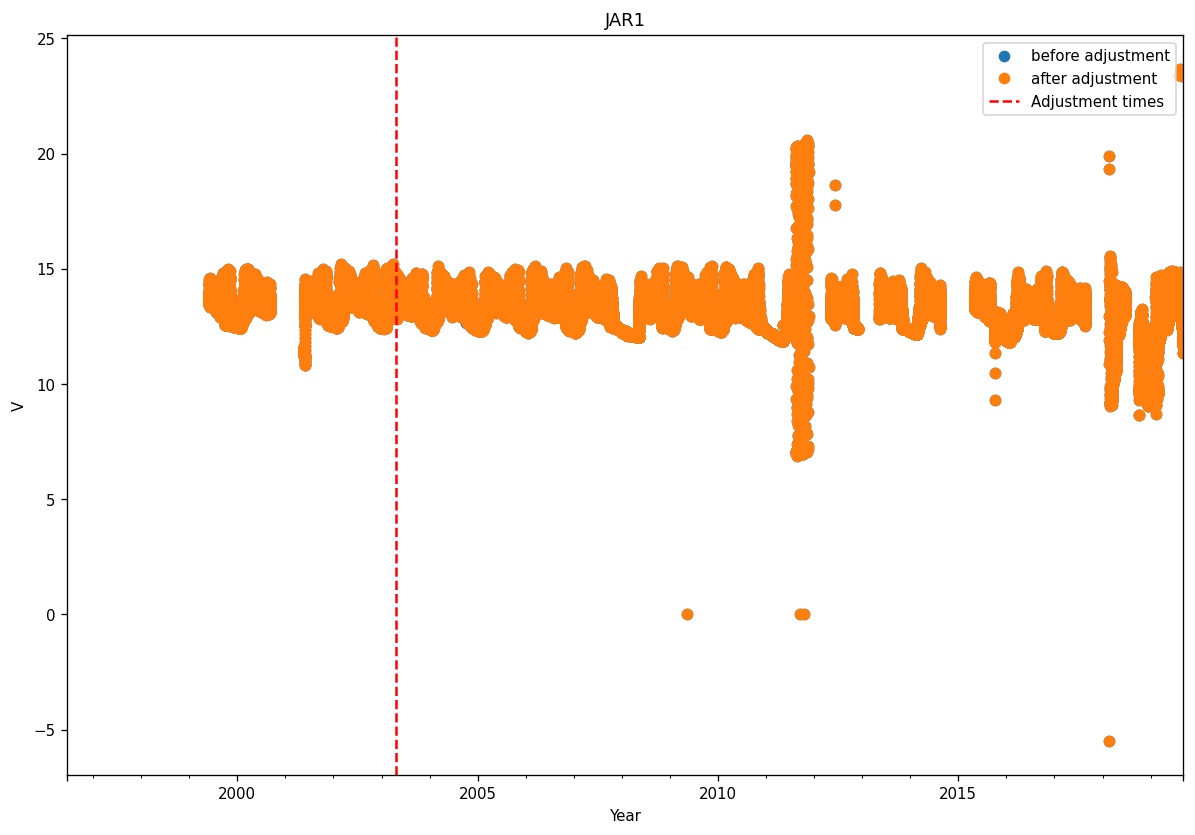 JAR1
before adjustment
after adjustment
Adjustment times
25
20
15
10
5
0
−5
V
2000 2005 2010 2015
Year